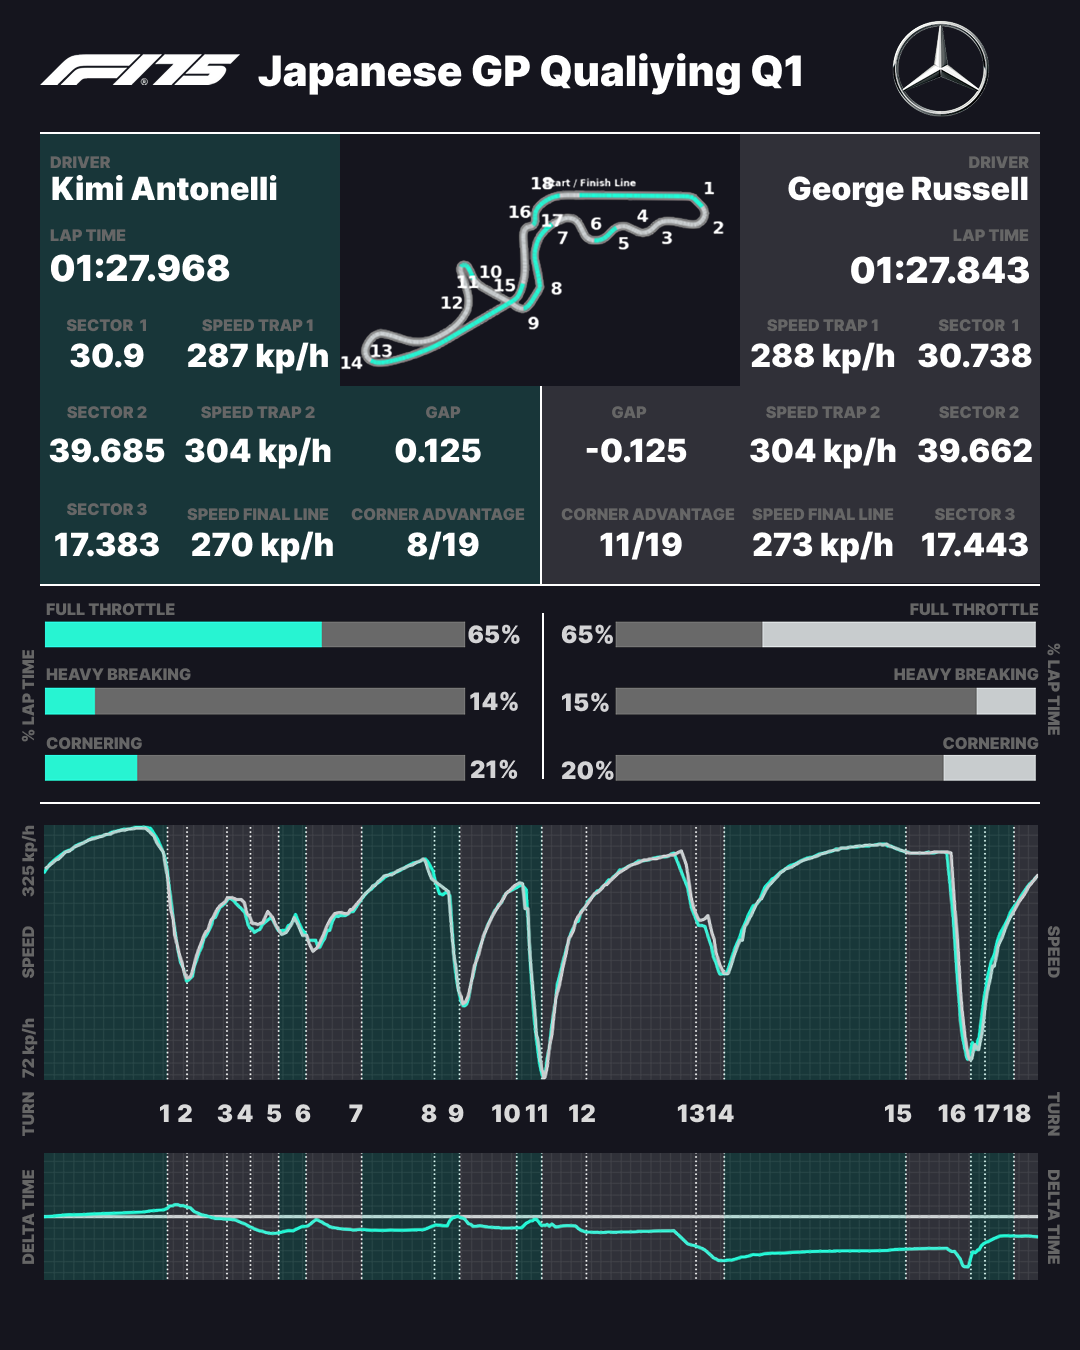 F1 75 Japanese GP Qualiying Q1
DRIVER
Kimi Antonelli
LAP TIME
01:27.968
SECTOR 1 SPEED TRAP 1
30.9 287 kp/h
SECTOR 2 SPEED TRAP 2 GAP
39.685 304 kp/h 0.125
SECTOR 3 SPEED FINAL LINE CORNER ADVANTAGE
17.383 270 kp/h 8/19
18 Start / Finish Line 1
16 17 6 4 2
7 5 3
10
11 15 8
12
9
13
14
DRIVER
George Russell
LAP TIME
01:27.843
SPEED TRAP 1 SECTOR 1
288 kp/h 30.738
GAP SPEED TRAP 2 SECTOR 2
-0.125 304 kp/h 39.662
CORNER ADVANTAGE SPEED FINAL LINE SECTOR 3
11/19 273 kp/h 17.443
% LAP TIME
FULL THROTTLE
65%
HEAVY BREAKING
14%
CORNERING
21%
FULL THROTTLE
65%
HEAVY BREAKING
15%
CORNERING
20%
% LAP TIME
325 kp/h
SPEED
72 kp/h
SPEED
TURN 1 2 3 4 5 6 7 8 9 10 11 12 13 14 15 16 17 18 TURN
DELTA TIME
DELTA TIME